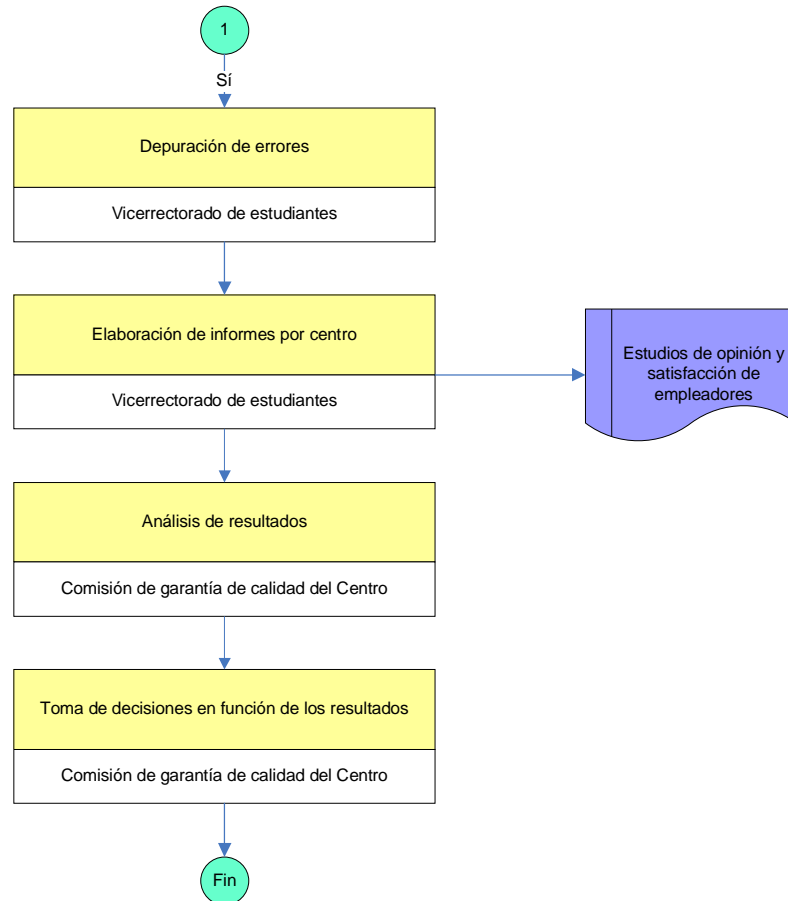 1
Sí
Depuración de errores
Vicerrectorado de estudiantes
Elaboración de informes por centro
Vicerrectorado de estudiantes
Estudios de opinión y
satisfacción de
empleadores
Análisis de resultados
Comisión de garantía de calidad del Centro
Toma de decisiones en función de los resultados
Comisión de garantía de calidad del Centro
Fin